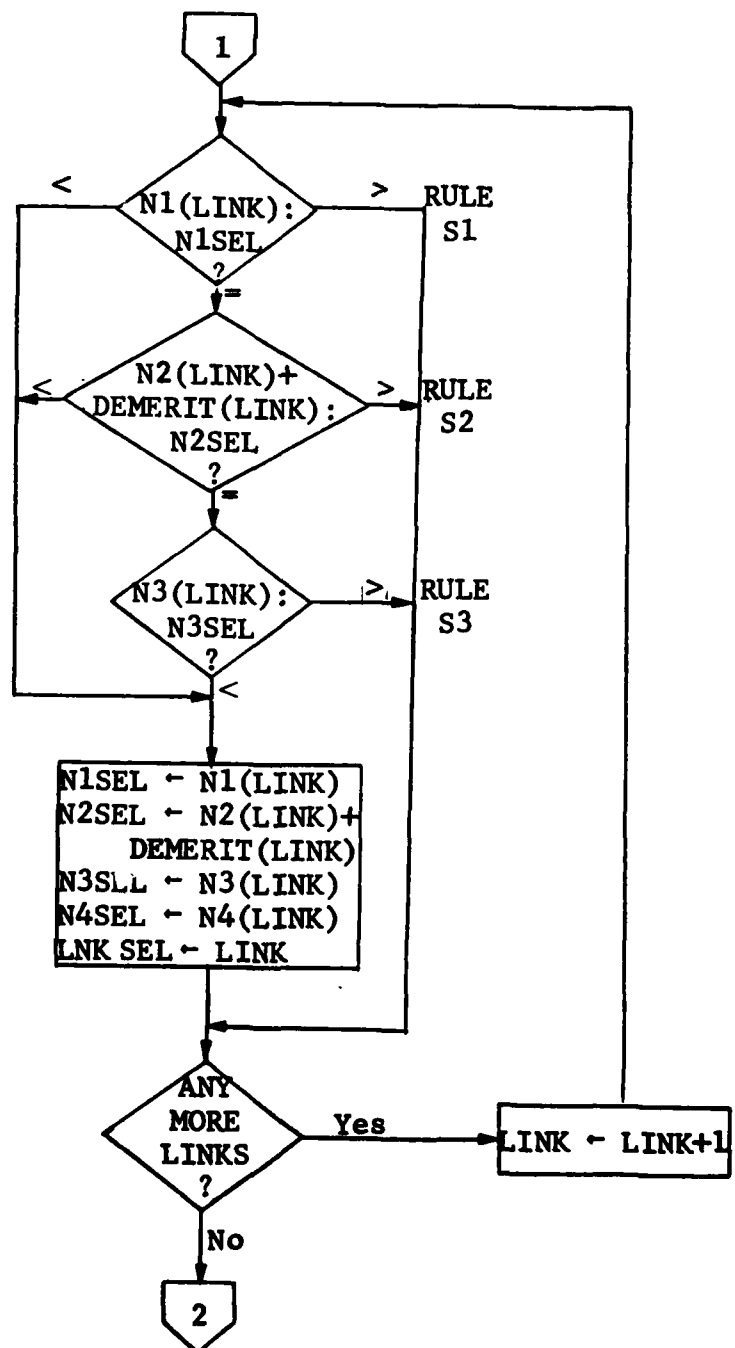 1
<
N1(LINK):
N1SEL
?
>
RULE
S1
=
<
N2(LINK)+
DEMERIT(LINK):
N2SEL
?
>
RULE
S2
=
N3(LINK):
N3SEL
?
>
RULE
S3
<
N1SEL ← N1(LINK)
N2SEL ← N2(LINK)+
DEMERIT(LINK)
N3SLL ← N3(LINK)
N4SEL ← N4(LINK)
LNK SEL ← LINK
ANY
MORE
LINKS
?
Yes
LINK ← LINK+1
No
2